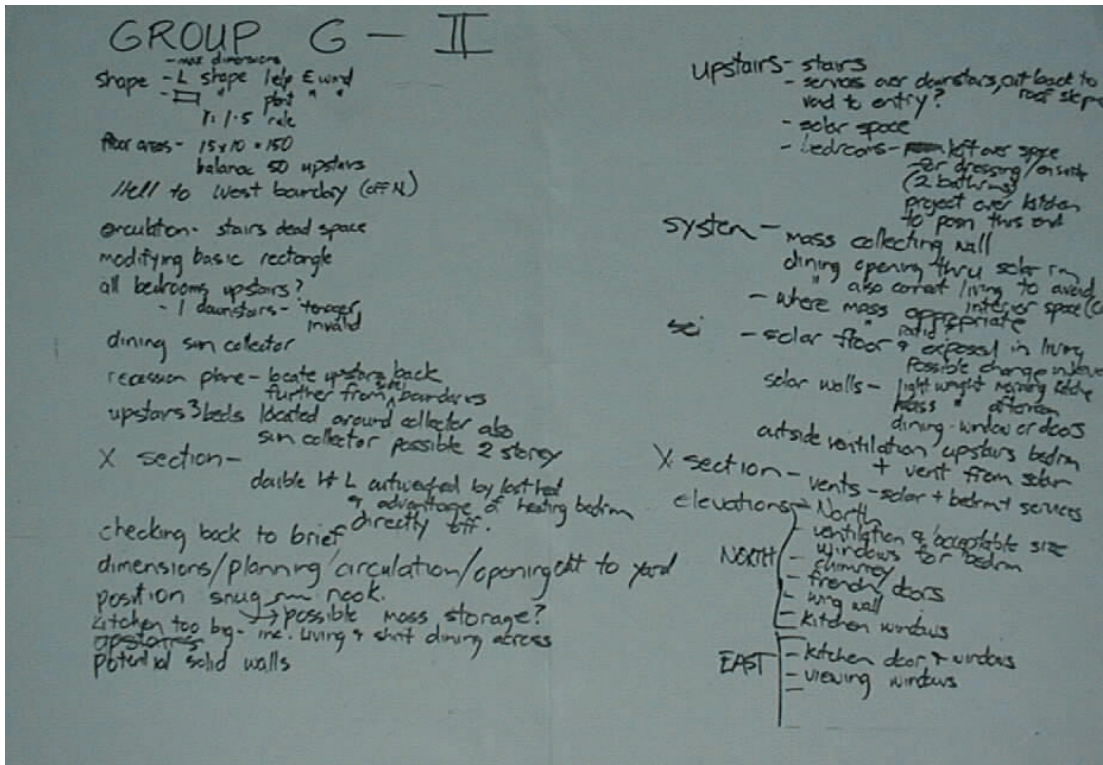 GROUP G - II
- max dimensions
shape - L shape help E wind
- " "
1:1.5 rule
floor areas - 15 x 10 = 150
balance 50 upstairs
to West boundary (off N)
circulation - stairs dead space
modifying basic rectangle
all bedrooms upstairs?
- 1 downstairs - teenager
invalid
dining sun collector
recession plane - locate upstairs back
further from boundaries
upstairs 3 beds located around collector also
sun collector possible 2 storey
X section -
double Ht L outweighed by lost heat
& advantage of heating bedrm
directly off.
checking back to brief
dimensions/planning/circulation/opening out to yard
position snug rm nook.
→ possible mass storage?
kitchen too big - inc. living & shift dining across
upstairs
potential solid walls
upstairs - stairs
- services over downstairs, cut back to
roof slope
void to entry?
- solar space
- bedrooms - left over space
for dressing/ensuite
(2 bathrms)
project over kitchen
to this end
system - mass collecting wall
dining opening thru solar rm
" also connect living to avoid
interior space
- where mass appropriate
sei - solar floor & exposed in living
possible change in level
solar walls - light weight morning kitchen
mass " afternoon
dining - window or doors
outside ventilation upstairs bedrm
+ vent from solar
X section - vents - solar + bedrm + services
elevations - North
ventilation & acceptable size
NORTH - windows for bedrm
- chimney
- french doors
- wing wall
- kitchen windows
EAST - kitchen door & windows
- viewing windows
-